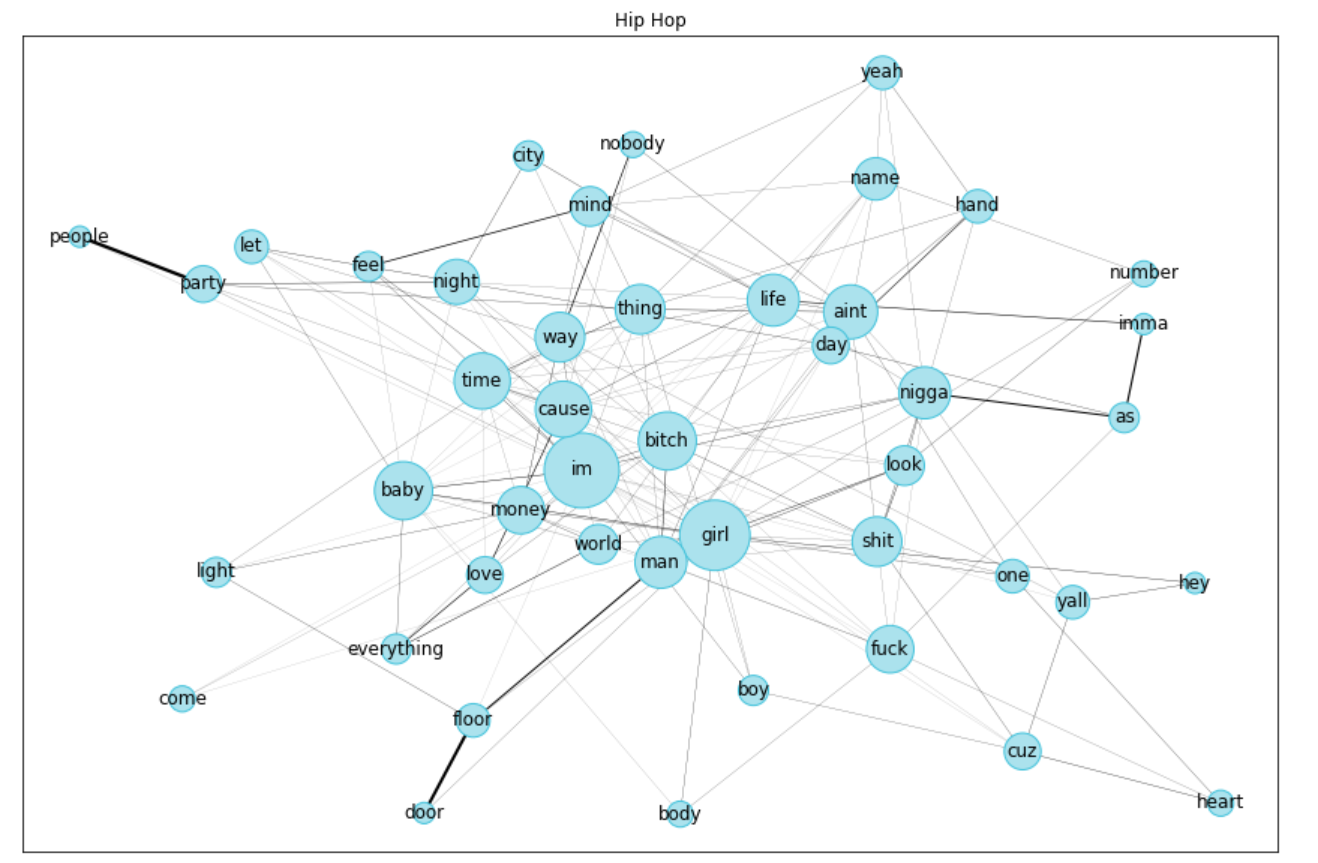 Hip Hop
yeah
nobody
city
name
mind
hand
people
let
feel
night
party
number
life
thing
aint
imma
way
day
time
nigga
cause
as
bitch
look
im
baby
money
girl
shit
world
man
light
love
one
hey
yall
everything
fuck
boy
come
floor
cuz
heart
door
body